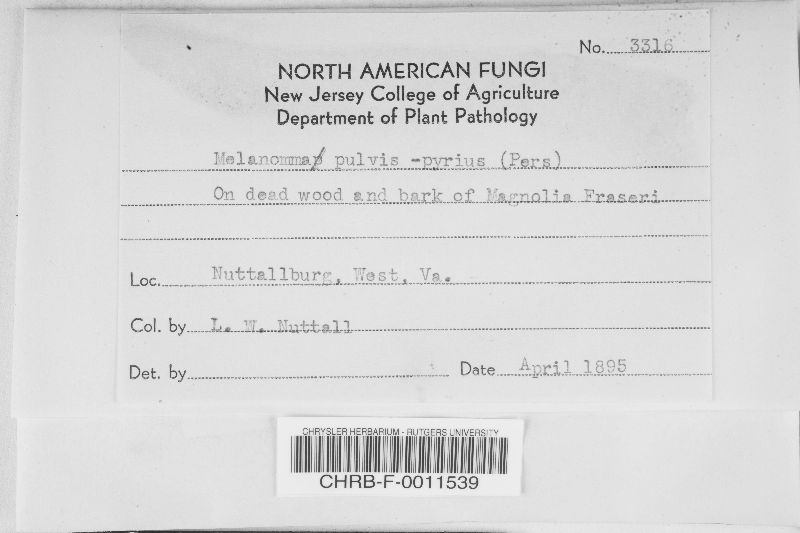 No. 3316
NORTH AMERICAN FUNGI
New Jersey College of Agriculture
Department of Plant Pathology
Melanomma pulvis -pyrius (Pers)
On dead wood and bark of Magnolia Fraseri
Loc. Nuttallburg, West, Va.
Col. by L. W. Nuttall
Det. by Date April 1895
CHRYSLER HERBARIUM - RUTGERS UNIVERSITY
CHRB-F-0011539